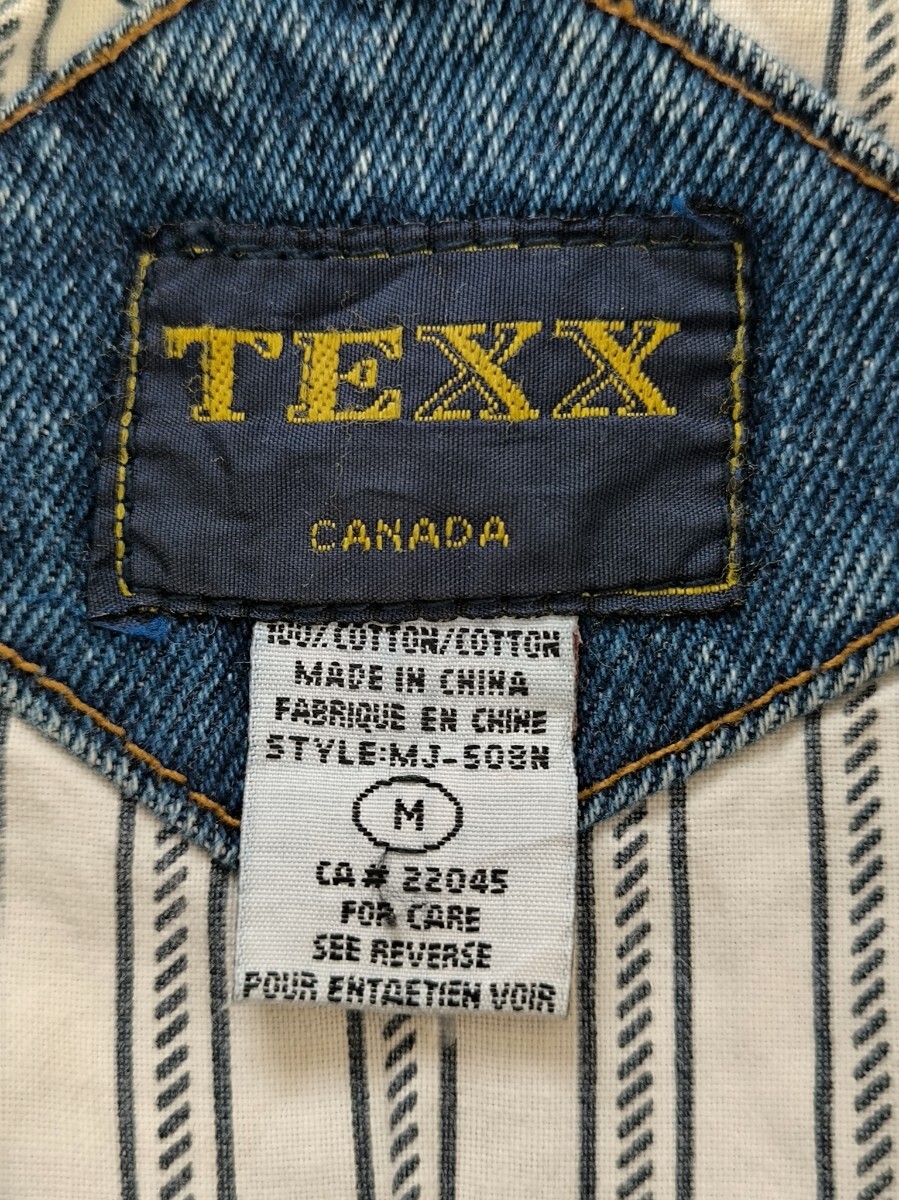 TEXX
CANADA
100% COTTON/COTTON
MADE IN CHINA
FABRIQUE EN CHINE
STYLE:MJ-508N
M
CA# 22045
FOR CARE
SEE REVERSE
POUR ENTRETIEN VOIR